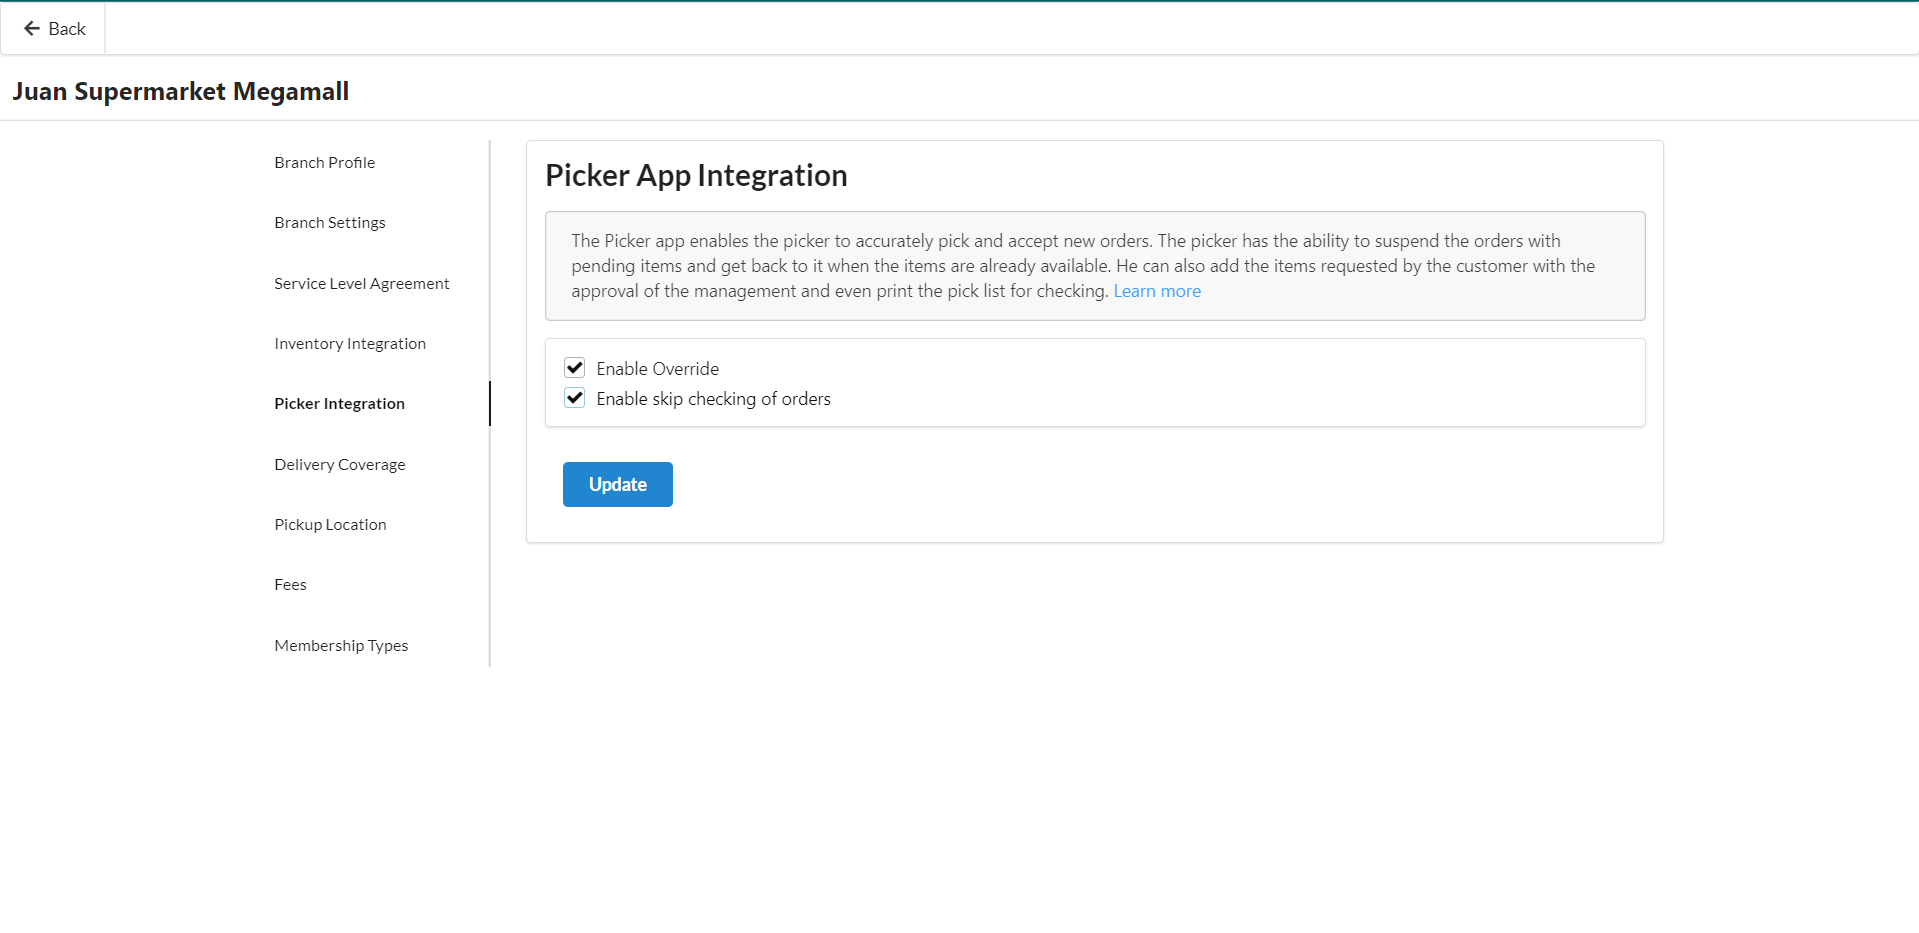 Back
Juan Supermarket Megamall
Branch Profile
Branch Settings
Service Level Agreement
Inventory Integration
Picker Integration
Delivery Coverage
Pickup Location
Fees
Membership Types
Picker App Integration
The Picker app enables the picker to accurately pick and accept new orders. The picker has the ability to suspend the orders with
pending items and get back to it when the items are already available. He can also add the items requested by the customer with the
approval of the management and even print the pick list for checking. Learn more
Enable Override
Enable skip checking of orders
Update